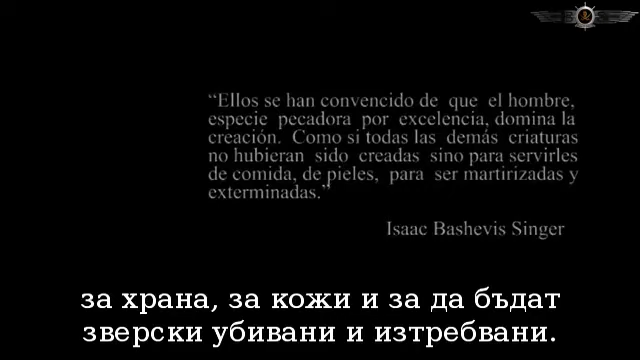 “Ellos se han convencido de que el hombre,
especie pecadora por excelencia, domina la
creación. Como si todas las demás criaturas
no hubieran sido creadas sino para servirles
de comida, de pieles, para ser martirizadas y
exterminadas.”
Isaac Bashevis Singer
за храна, за кожи и за да бъдат
зверски убивани и изтребвани.